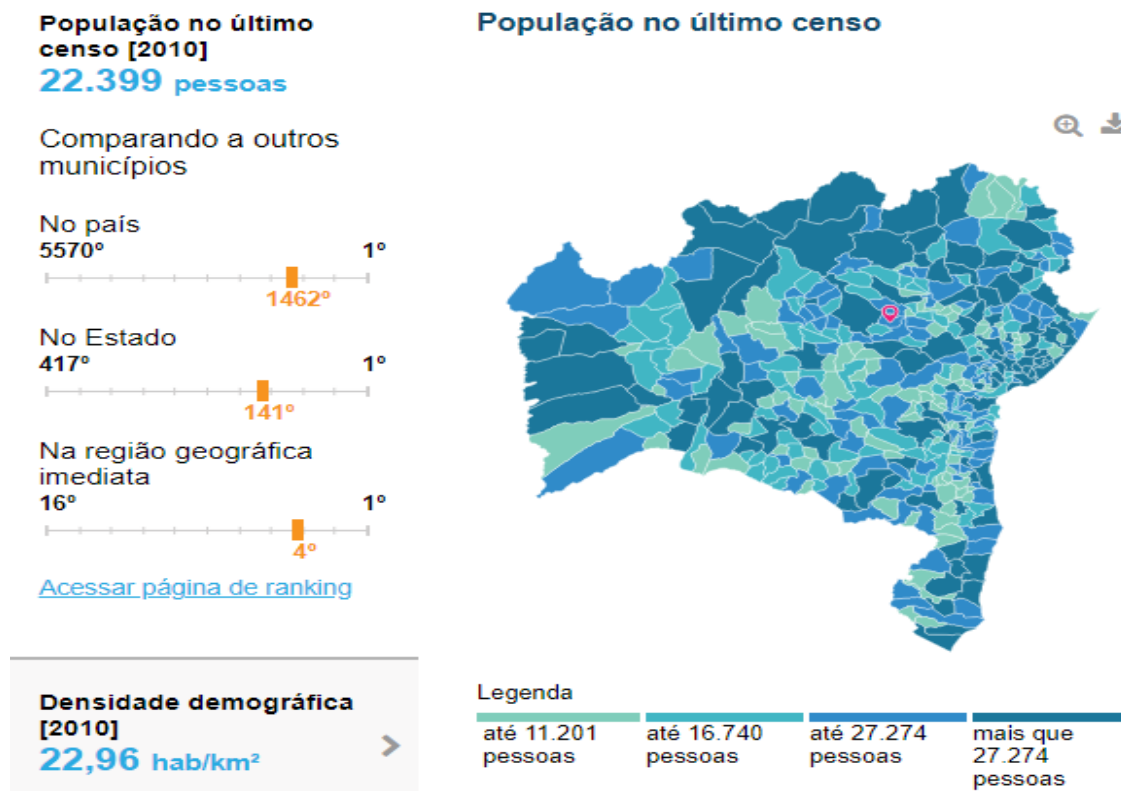 População no último
censo [2010]
22.399 pessoas
Comparando a outros
municípios
No país
5570º 1º
1462º
No Estado
417º 1º
141º
Na região geográfica
imediata
16º 1º
4º
Acessar página de ranking
Densidade demográfica
[2010]
22,96 hab/km²
População no último censo
Legenda
até 11.201
pessoas
até 16.740
pessoas
até 27.274
pessoas
mais que
27.274
pessoas